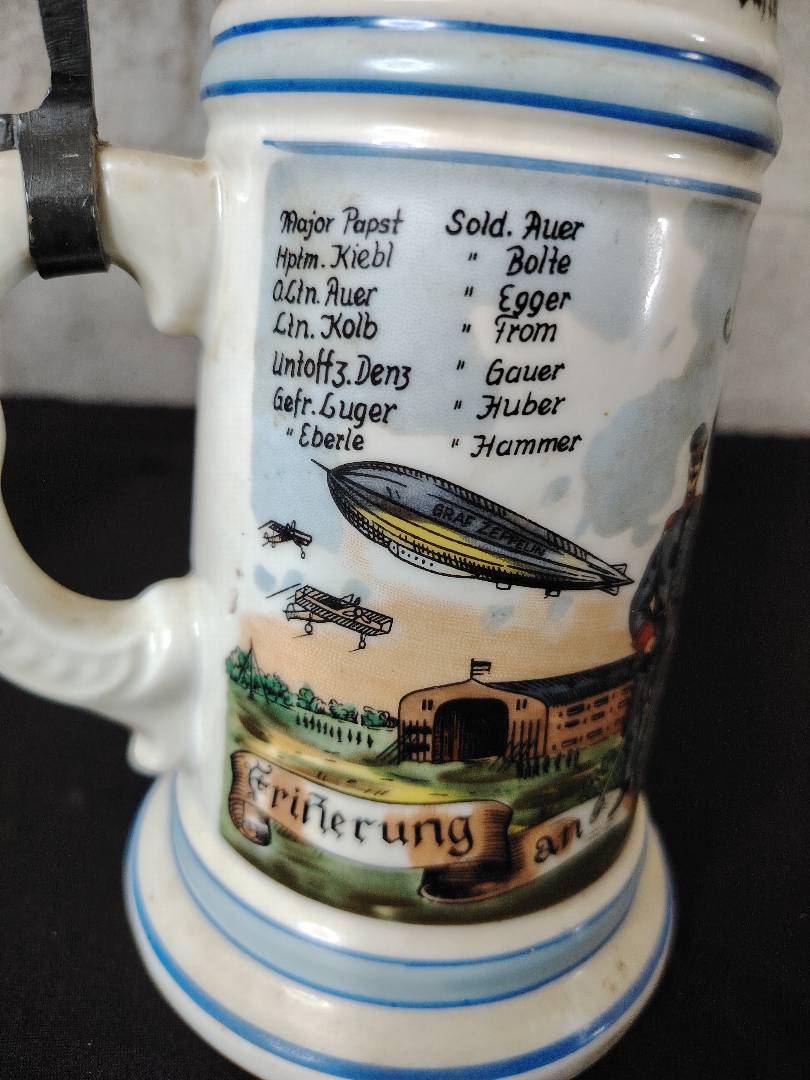 Major Papst
Hptm. Kiebl
O.Ltn. Auer
Ltn. Kolb
Untoffz. Denz
Gefr. Luger
" Eberle
Sold. Auer
" Bolte
" Egger
" From
" Gauer
" Huber
" Hammer
GRAF ZEPPELIN
an